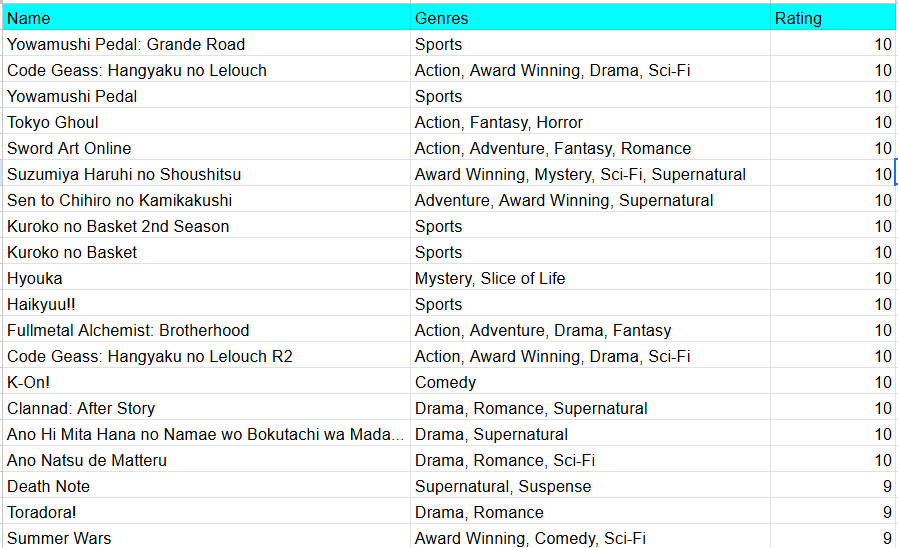 Name Genres Rating
Yowamushi Pedal: Grande Road Sports 10
Code Geass: Hangyaku no Lelouch Action, Award Winning, Drama, Sci-Fi 10
Yowamushi Pedal Sports 10
Tokyo Ghoul Action, Fantasy, Horror 10
Sword Art Online Action, Adventure, Fantasy, Romance 10
Suzumiya Haruhi no Shoushitsu Award Winning, Mystery, Sci-Fi, Supernatural 10
Sen to Chihiro no Kamikakushi Adventure, Award Winning, Supernatural 10
Kuroko no Basket 2nd Season Sports 10
Kuroko no Basket Sports 10
Hyouka Mystery, Slice of Life 10
Haikyuu!! Sports 10
Fullmetal Alchemist: Brotherhood Action, Adventure, Drama, Fantasy 10
Code Geass: Hangyaku no Lelouch R2 Action, Award Winning, Drama, Sci-Fi 10
K-On! Comedy 10
Clannad: After Story Drama, Romance, Supernatural 10
Ano Hi Mita Hana no Namae wo Bokutachi wa Mada... Drama, Supernatural 10
Ano Natsu de Matteru Drama, Romance, Sci-Fi 10
Death Note Supernatural, Suspense 9
Toradora! Drama, Romance 9
Summer Wars Award Winning, Comedy, Sci-Fi 9